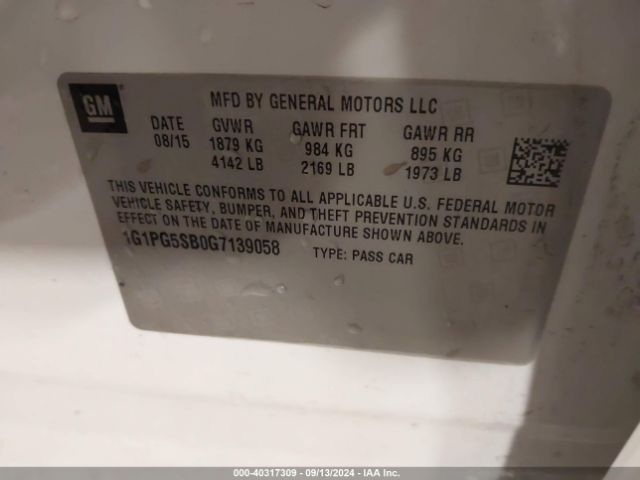 GM
MFD BY GENERAL MOTORS LLC
DATE GVWR GAWR FRT GAWR RR
08/15 1879 KG 984 KG 895 KG
4142 LB 2169 LB 1973 LB
THIS VEHICLE CONFORMS TO ALL APPLICABLE U.S. FEDERAL MOTOR
VEHICLE SAFETY, BUMPER, AND THEFT PREVENTION STANDARDS IN
EFFECT ON THE DATE OF MANUFACTURE SHOWN ABOVE.
1G1PG5SB0G7139058 TYPE: PASS CAR
000-40317309 - 09/13/2024 - IAA Inc.